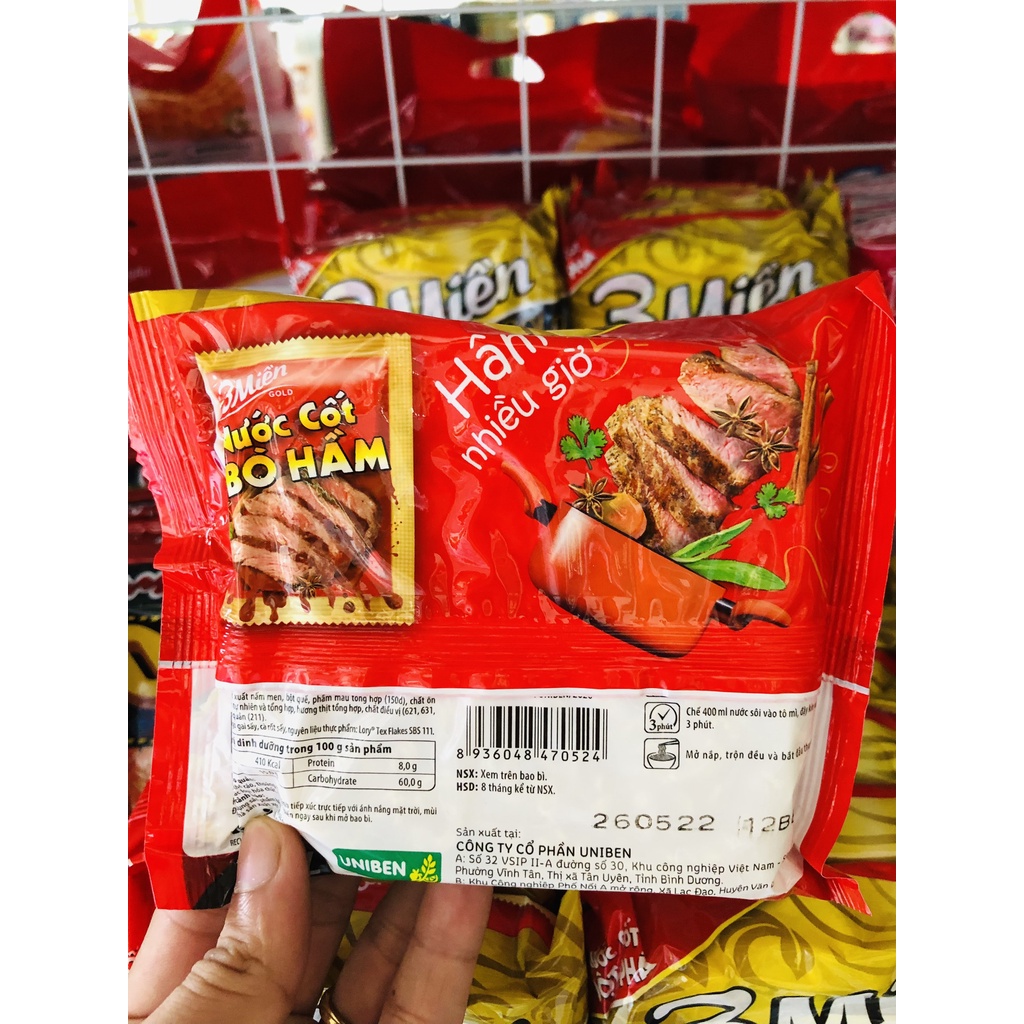 3Miền
3Miền
3Miền
GOLD
Nước Cốt
BÒ HẦM
Hầm
nhiều giờ
xuất nấm men, bột quế, phẩm màu tổng hợp (150d), chất ổn
tự nhiên và tổng hợp, hương thịt tổng hợp, chất điều vị (621, 631,
quản (211).
gai sấy, cà rốt sấy, nguyên liệu thực phẩm: Lory® Tex Flakes SBS 111.
dinh dưỡng trong 100 g sản phẩm
410 Kcal
Protein 8,0 g
Carbohydrate 60,0 g
tiếp xúc trực tiếp với ánh nắng mặt trời, mùi
ngay sau khi mở bao bì.
8 936048 470524
NSX: Xem trên bao bì.
HSD: 8 tháng kể từ NSX.
3 phút
Chế 400 ml nước sôi vào tô mì, đậy
3 phút.
Mở nắp, trộn đều và bắt đầu
260522 12B
UNIBEN
Sản xuất tại:
CÔNG TY CỔ PHẦN UNIBEN
A: Số 32 VSIP II-A đường số 30, Khu công nghiệp Việt Nam -
Phường Vĩnh Tân, Thị xã Tân Uyên, Tỉnh Bình Dương.
B: Khu Công nghiệp Phố Nối A mở rộng, Xã Lạc Đạo, Huyện Văn
3Mi